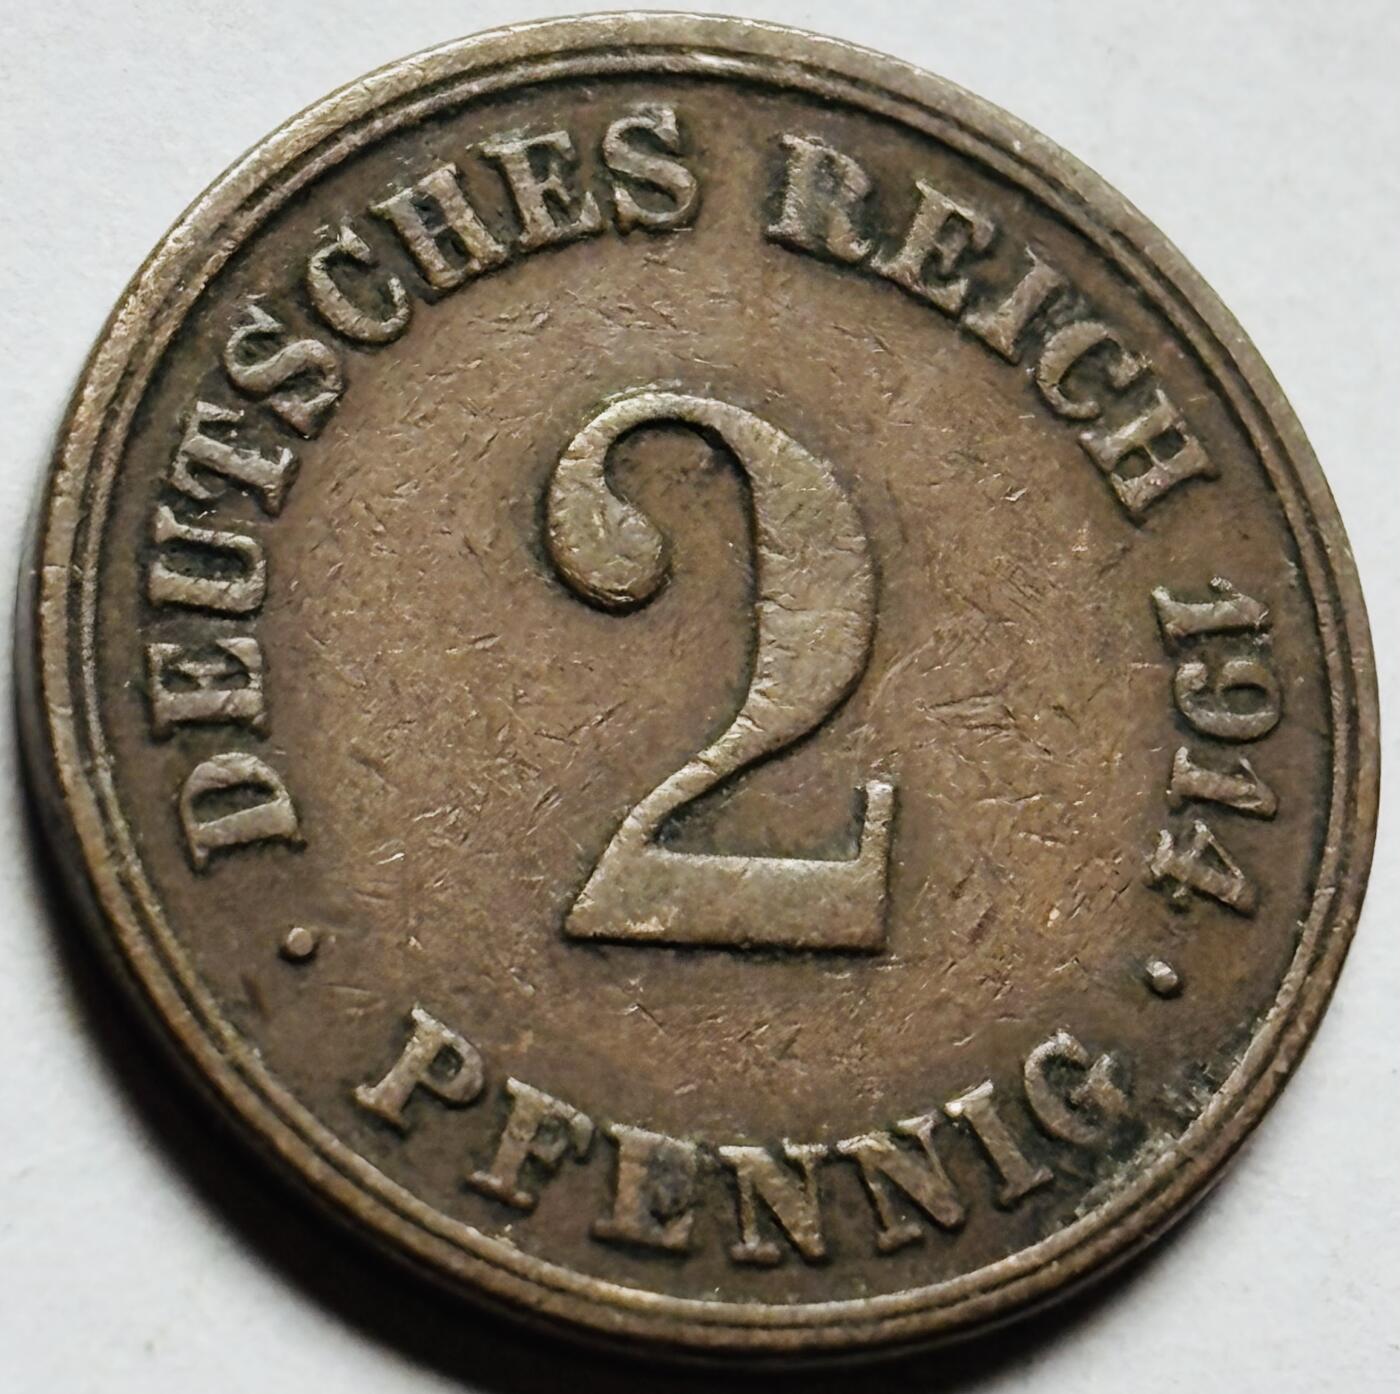 DEUTSCHES REICH 1914
2
· PFENNIG ·